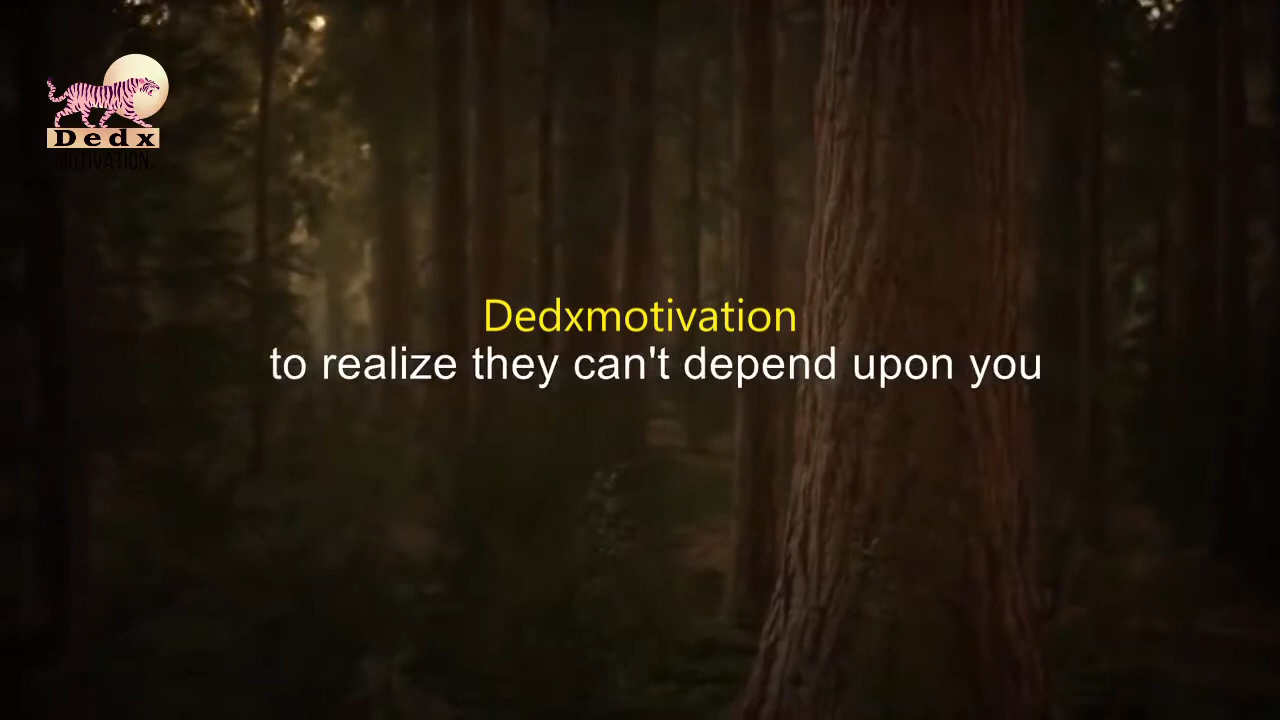 Dedx
MOTIVATION
Dedxmotivation
to realize they can't depend upon you